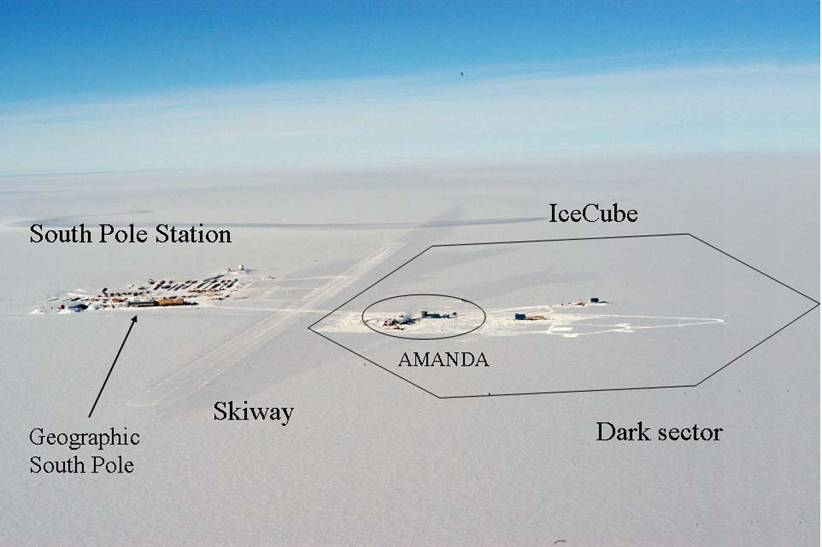 IceCube
South Pole Station
AMANDA
Skiway
Dark sector
Geographic
South Pole